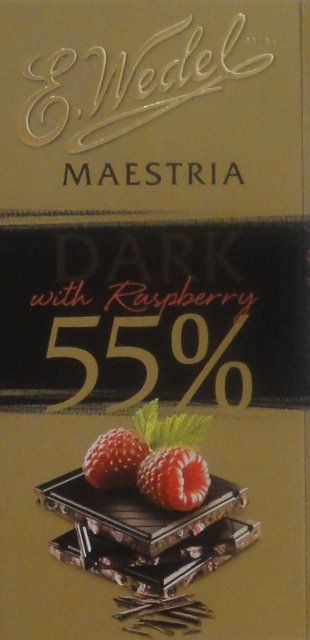 E. Wedel
MAESTRIA
DARK
with Raspberry
55%